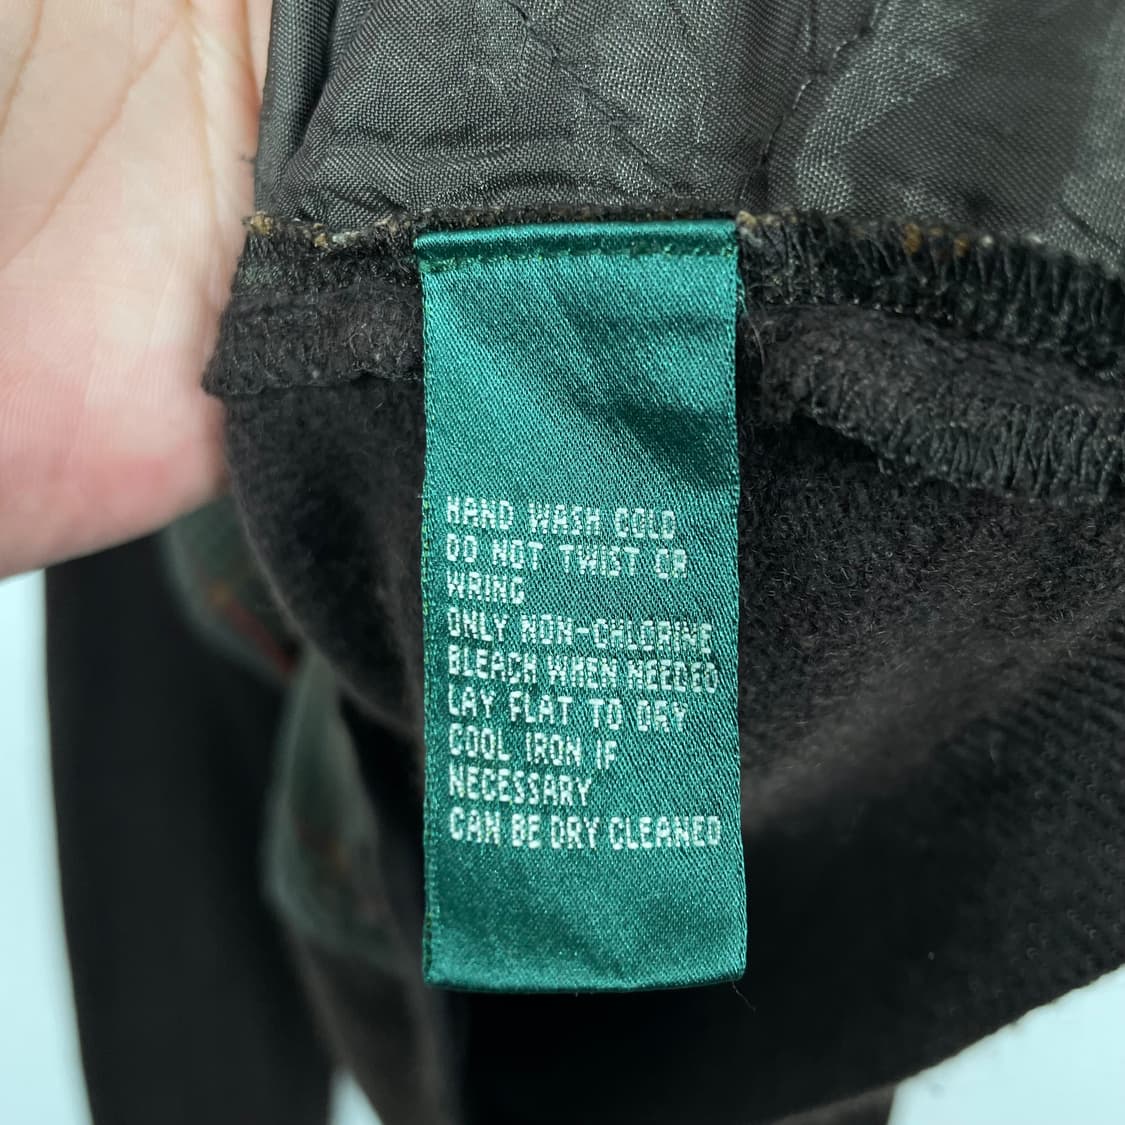 HAND WASH COLD
DO NOT TWIST OR
WRING
ONLY NON-CHLORINE
BLEACH WHEN NEEDED
LAY FLAT TO DRY
COOL IRON IF
NECESSARY
CAN BE DRY CLEANED